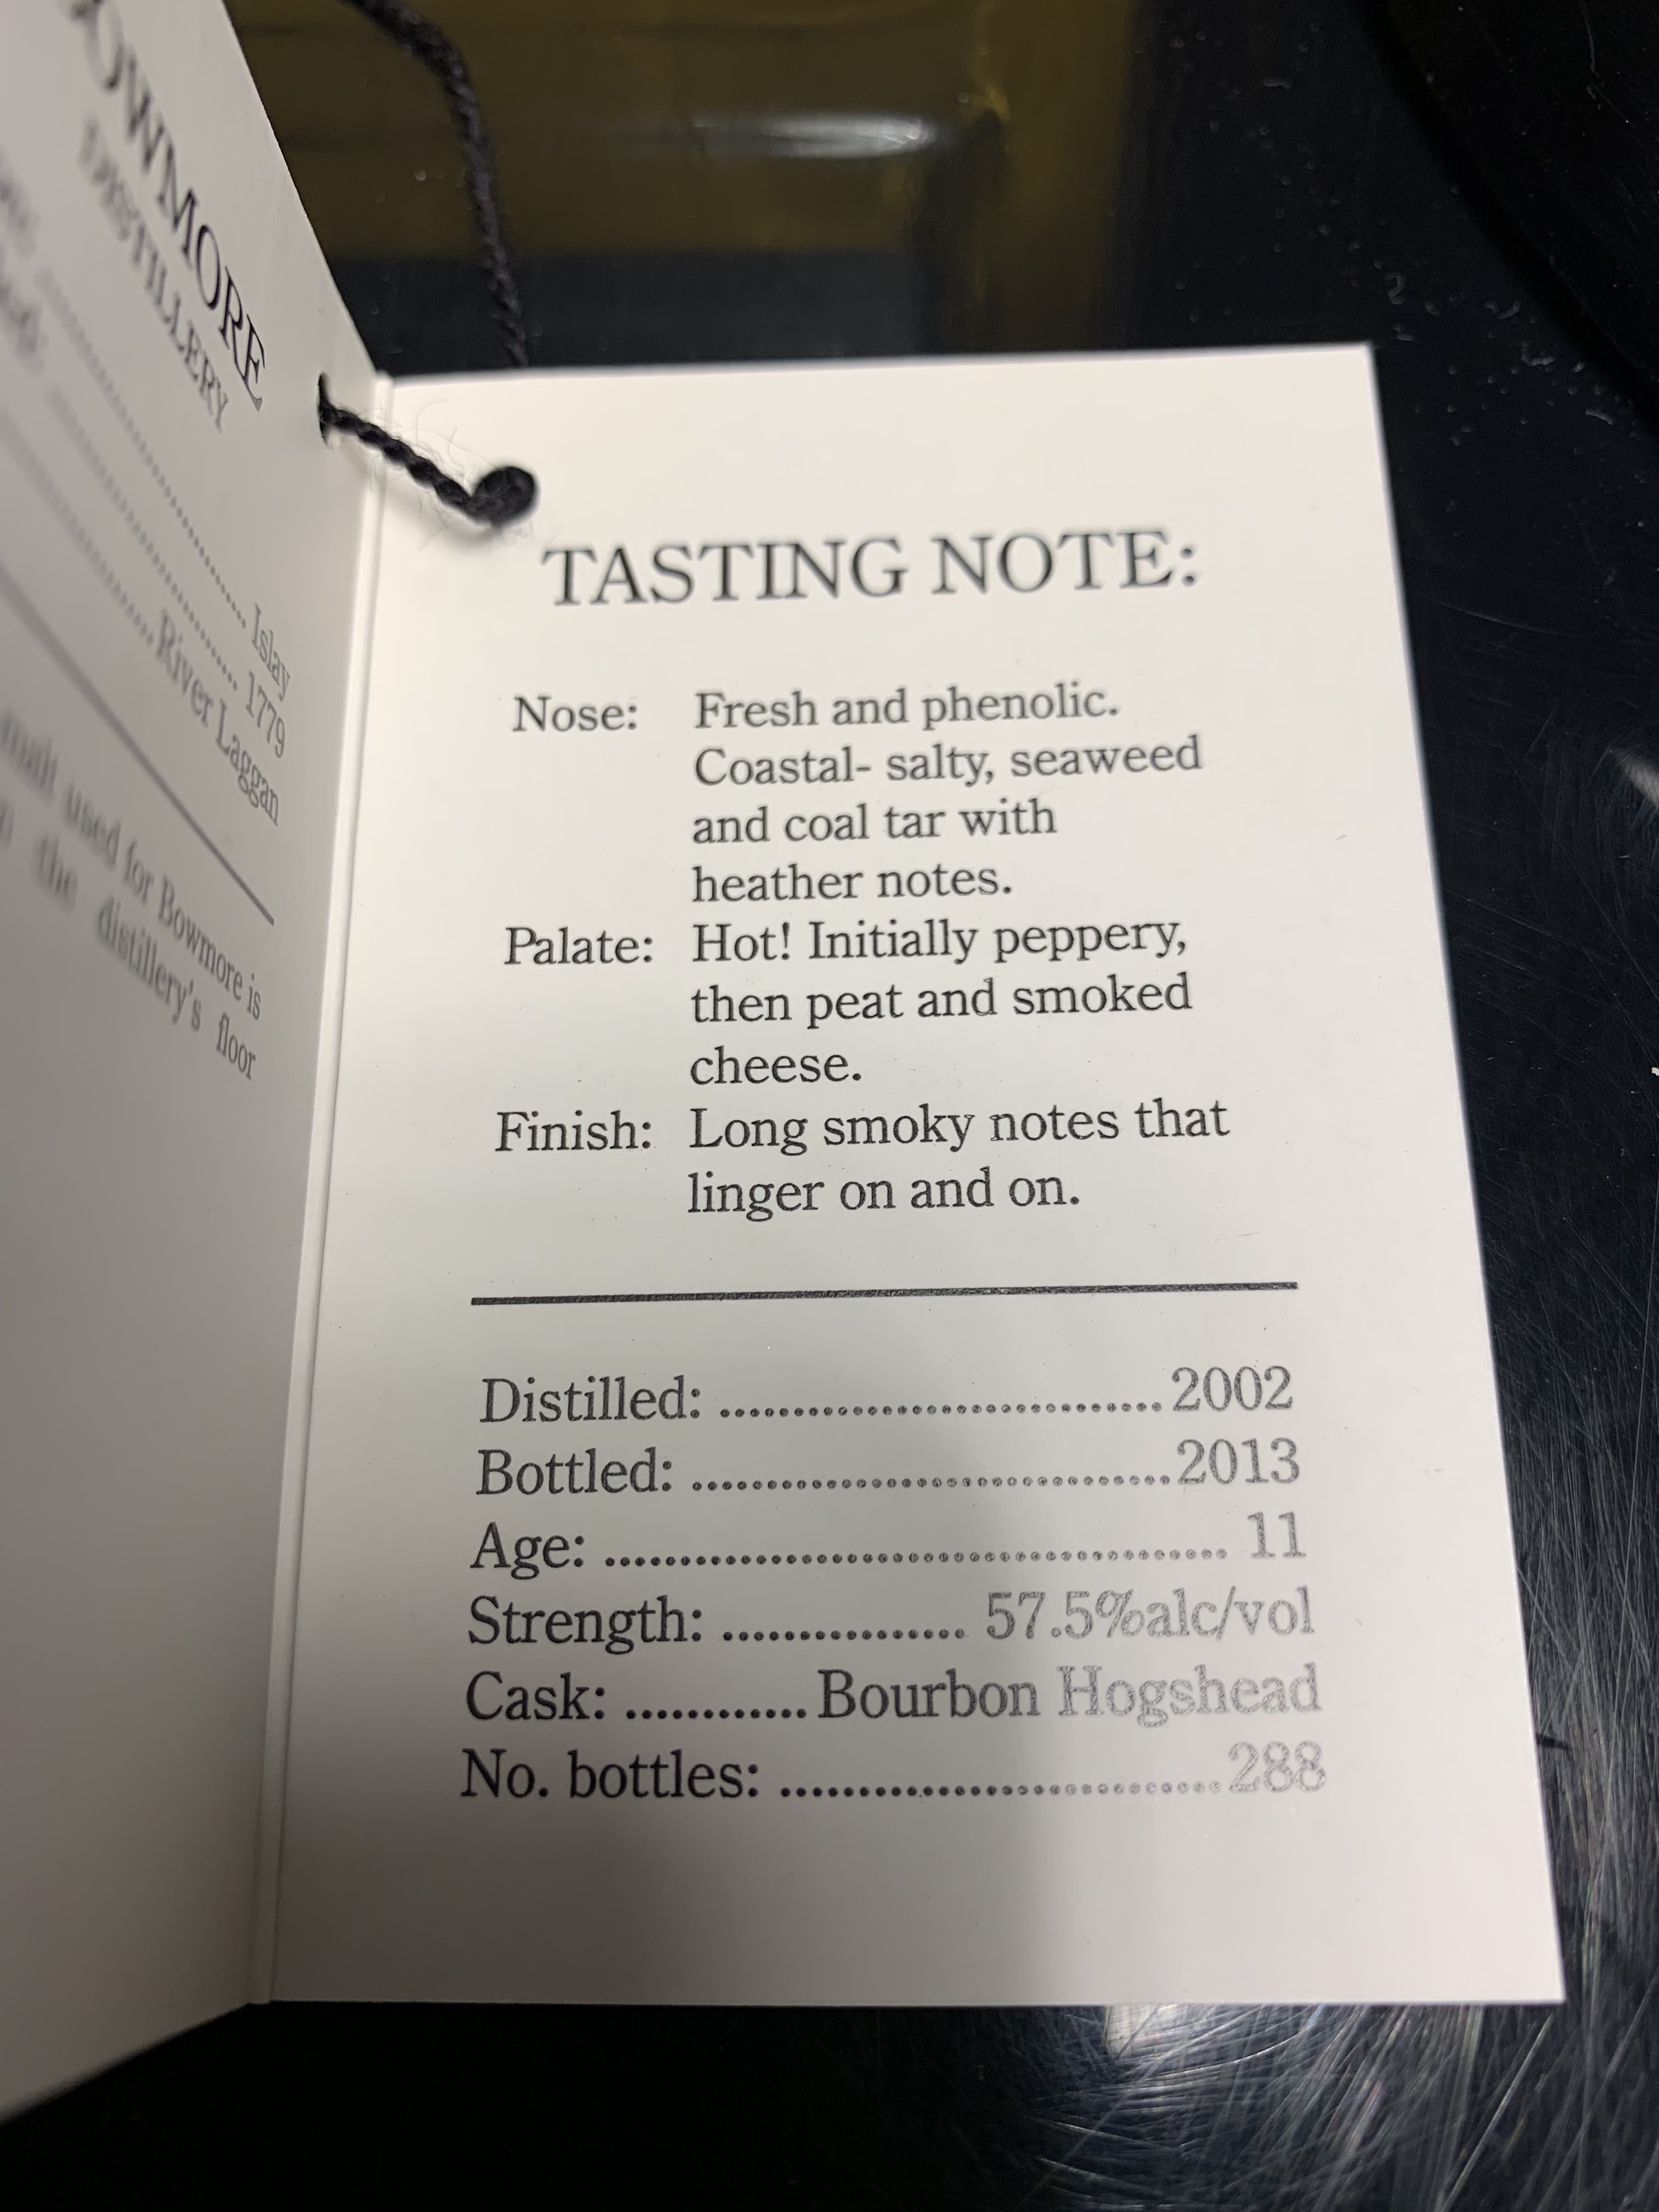 OWMORE
DISTILLERY
Islay
1779
River Laggan
malt used for Bowmore is
the distillery's floor
TASTING NOTE:
Nose: Fresh and phenolic.
Coastal- salty, seaweed
and coal tar with
heather notes.
Palate: Hot! Initially peppery,
then peat and smoked
cheese.
Finish: Long smoky notes that
linger on and on.
Distilled: ..............................2002
Bottled: ................................2013
Age: ......................................... 11
Strength: ................ 57.5%alc/vol
Cask: ............Bourbon Hogshead
No. bottles: .............................288